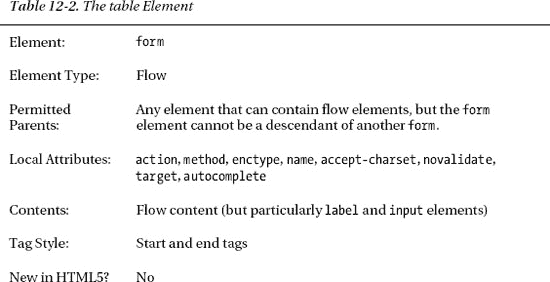 Table 12-2. The table Element
Element: form
Element Type: Flow
Permitted Any element that can contain flow elements, but the form
Parents: element cannot be a descendant of another form.
Local Attributes: action, method, enctype, name, accept-charset, novalidate,
target, autocomplete
Contents: Flow content (but particularly label and input elements)
Tag Style: Start and end tags
New in HTML5? No